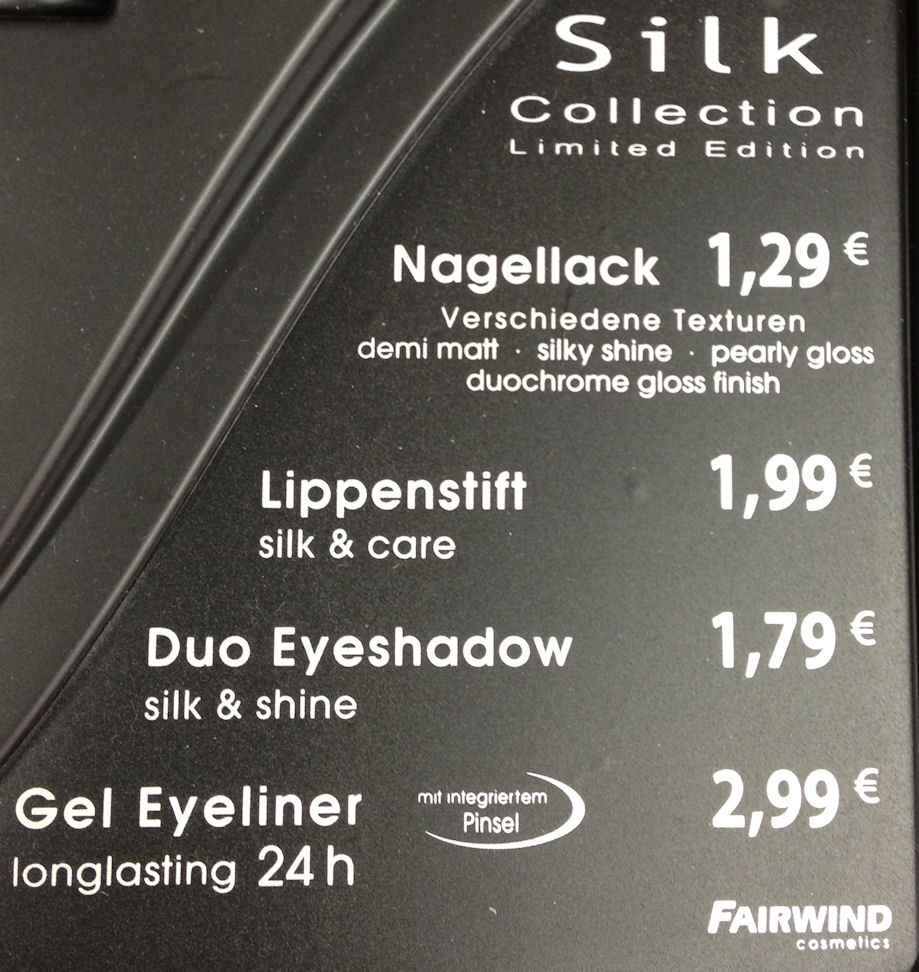 Silk
Collection
Limited Edition
Nagellack 1,29 €
Verschiedene Texturen
demi matt · silky shine · pearly gloss
duochrome gloss finish
Lippenstift 1,99 €
silk & care
Duo Eyeshadow 1,79 €
silk & shine
Gel Eyeliner mit integriertem Pinsel 2,99 €
longlasting 24 h
FAIRWIND
cosmetics